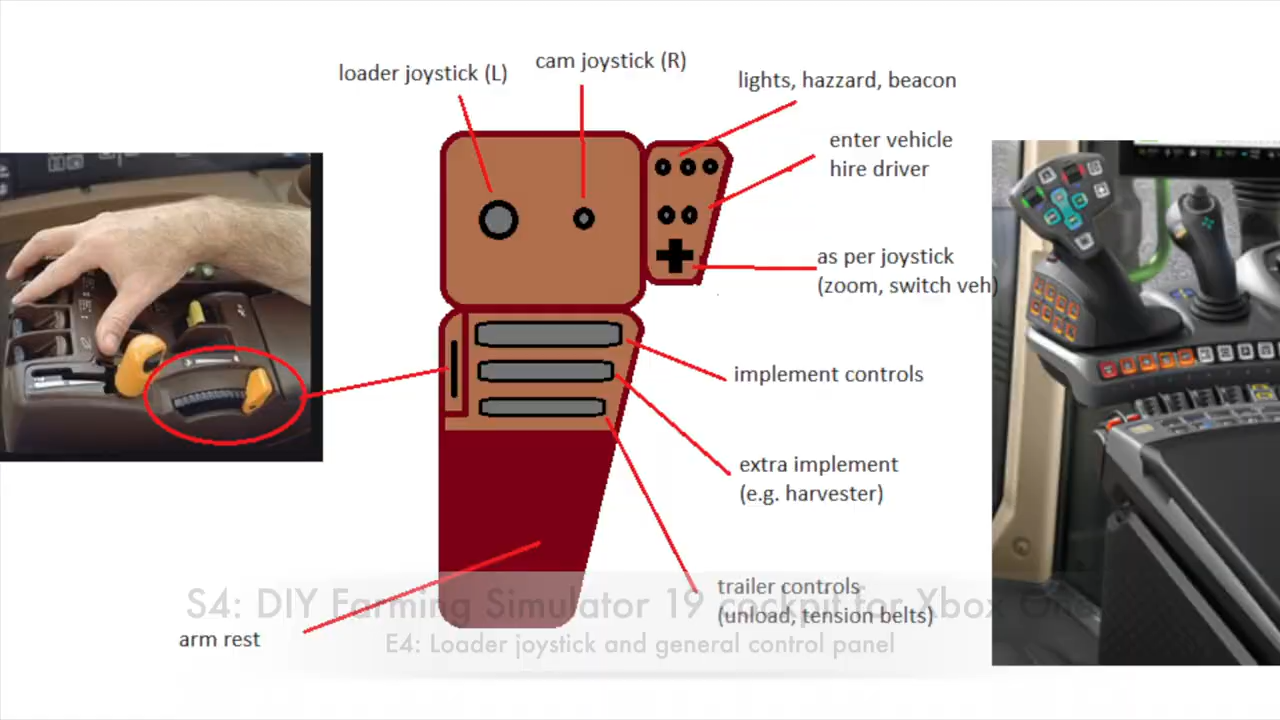 cam joystick (R)
loader joystick (L)
lights, hazzard, beacon
enter vehicle
hire driver
as per joystick
(zoom, switch veh)
implement controls
extra implement
(e.g. harvester)
trailer controls
(unload, tension belts)
S4: DIY Farming Simulator 19 cockpit for Xbox One
arm rest
E4: Loader joystick and general control panel